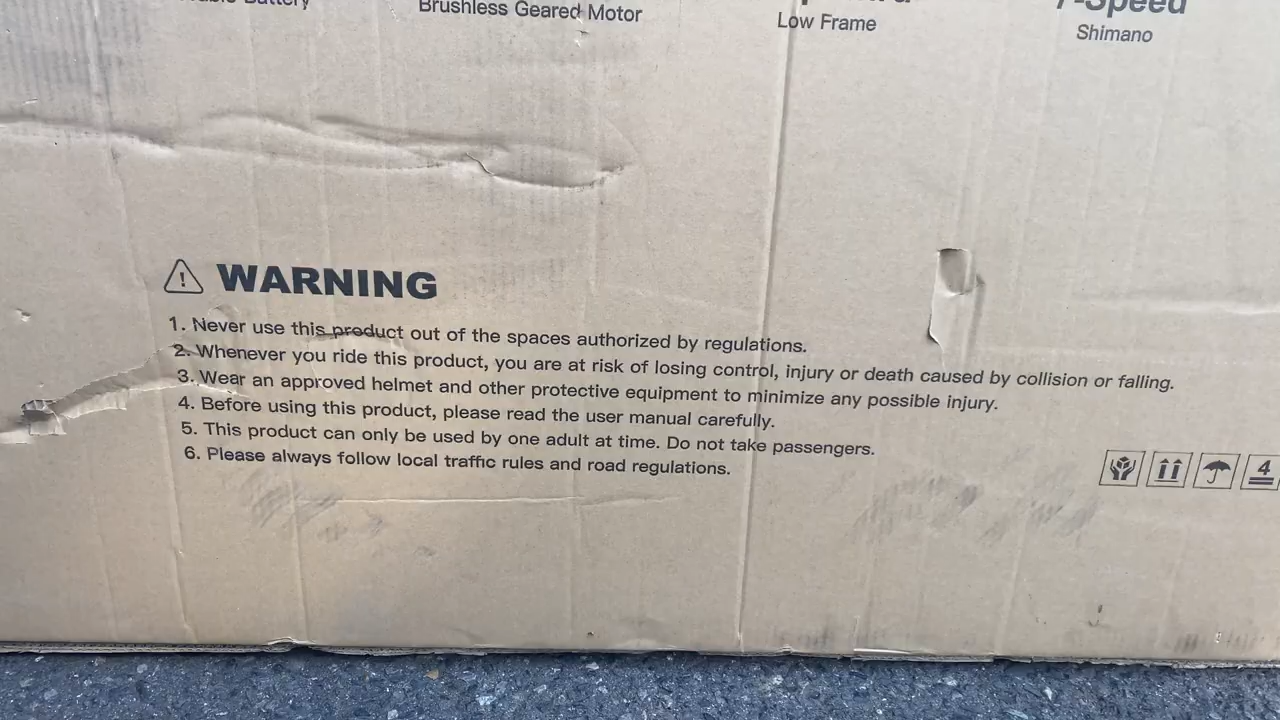 Battery
Brushless Geared Motor
Low Frame
7-Speed
Shimano
WARNING
1. Never use this product out of the spaces authorized by regulations.
2. Whenever you ride this product, you are at risk of losing control, injury or death caused by collision or falling.
3. Wear an approved helmet and other protective equipment to minimize any possible injury.
4. Before using this product, please read the user manual carefully.
5. This product can only be used by one adult at time. Do not take passengers.
6. Please always follow local traffic rules and road regulations.
4